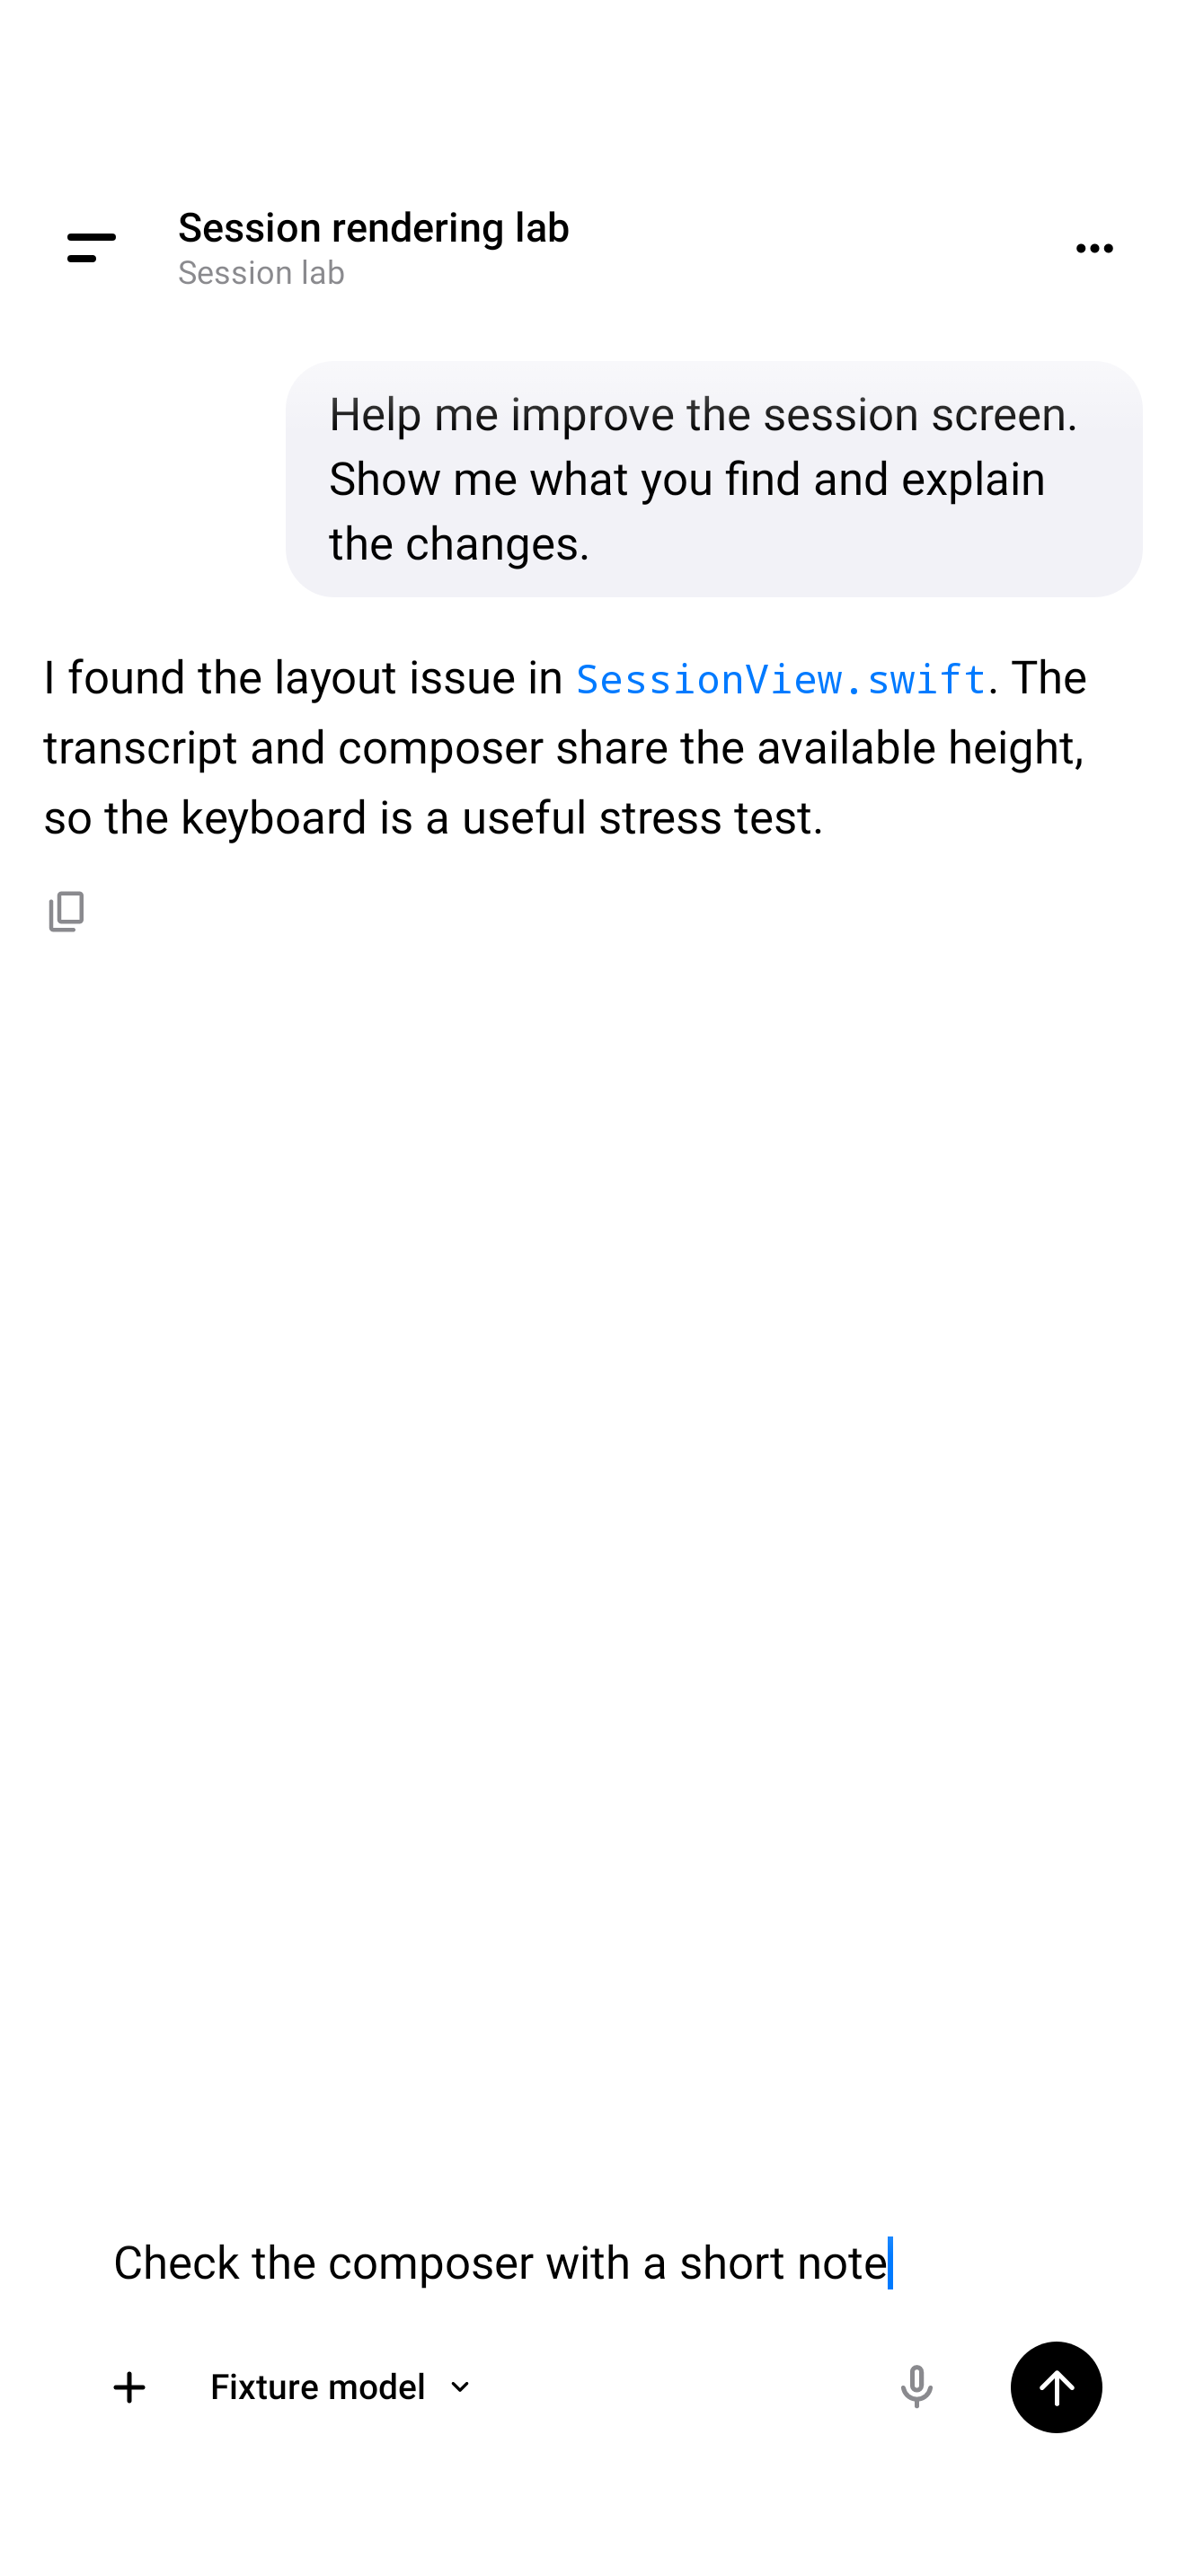 Session rendering lab
Session lab
Help me improve the session screen.
Show me what you find and explain
the changes.
I found the layout issue in SessionView.swift. The
transcript and composer share the available height,
so the keyboard is a useful stress test.
Check the composer with a short note
Fixture model